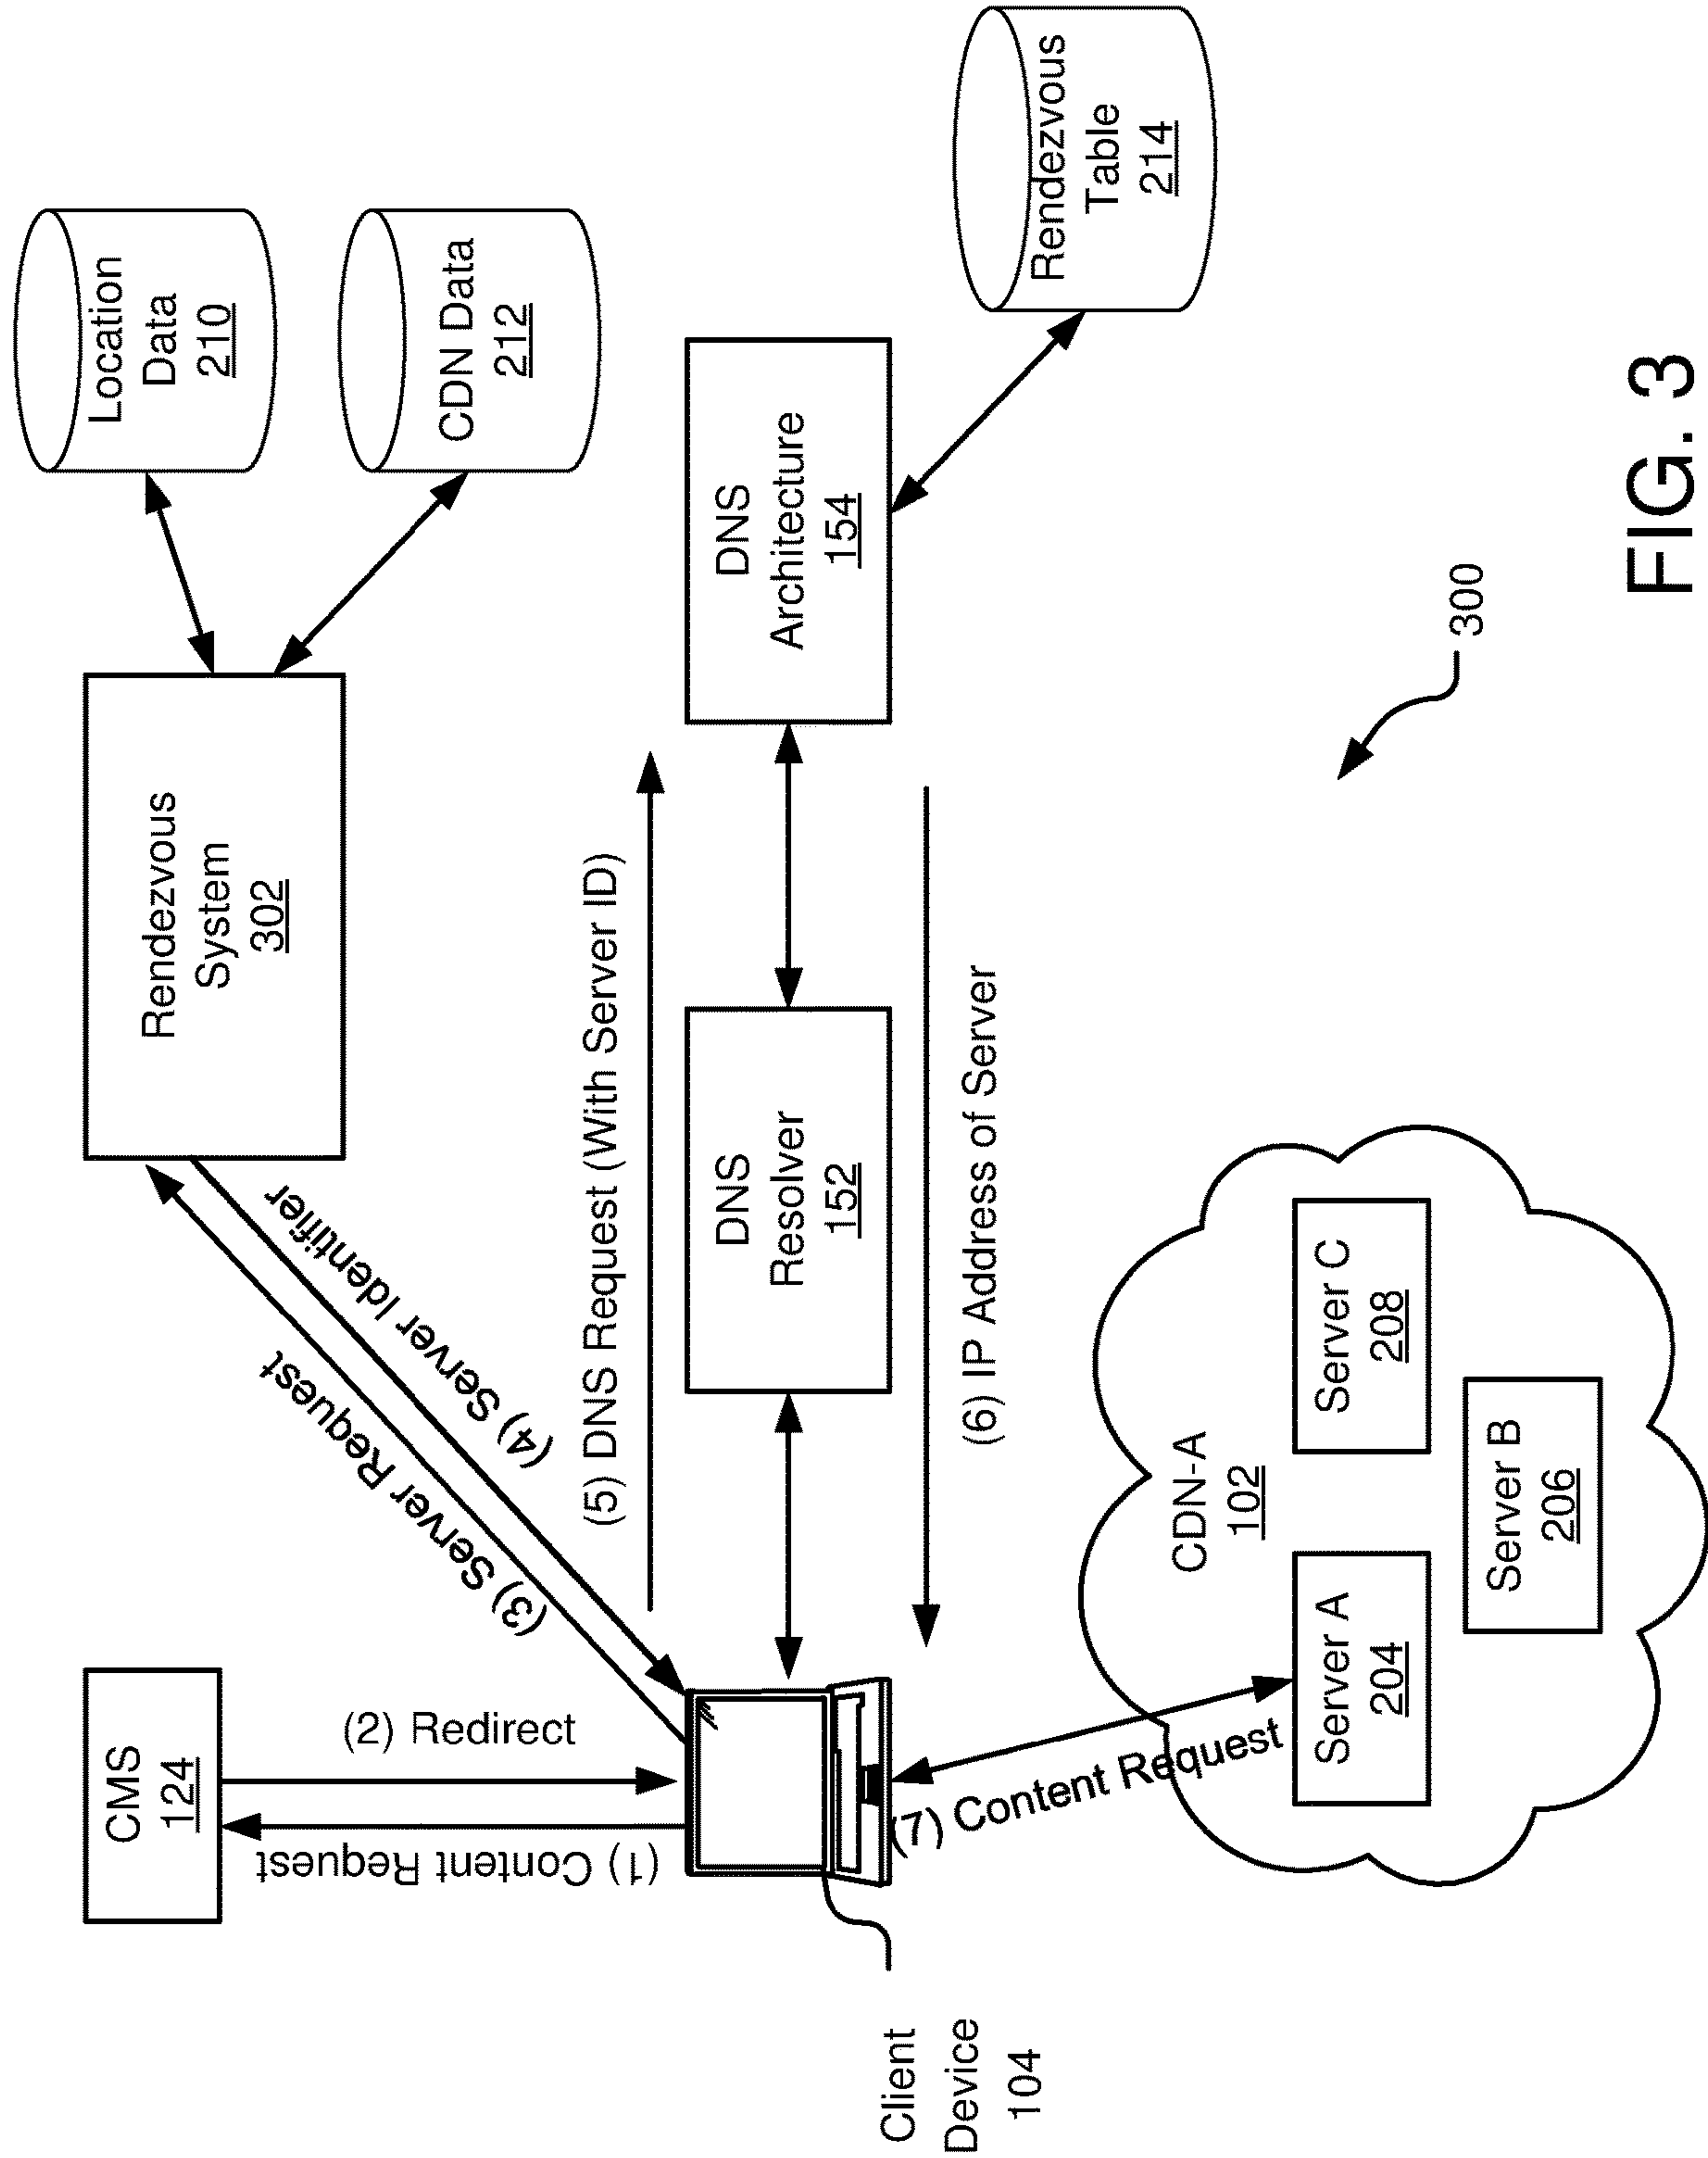 CMS
124
(1) Content Request
(2) Redirect
(3) Server Request
(4) Server Identifier
Rendezvous
System
302
Location
Data
210
CDN Data
212
(5) DNS Request (With Server ID)
DNS
Resolver
152
DNS
Architecture
154
(6) IP Address of Server
Rendezvous
Table
214
Client
Device
104
(7) Content Request
CDN-A
102
Server A
204
Server B
206
Server C
208
300
FIG. 3